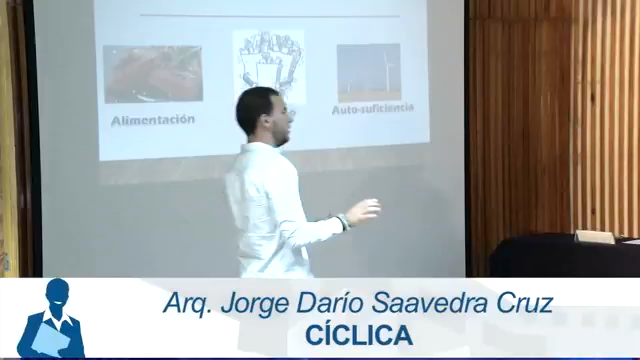 Alimentación
Auto-suficiencia
Arq. Jorge Darío Saavedra Cruz
CÍCLICA